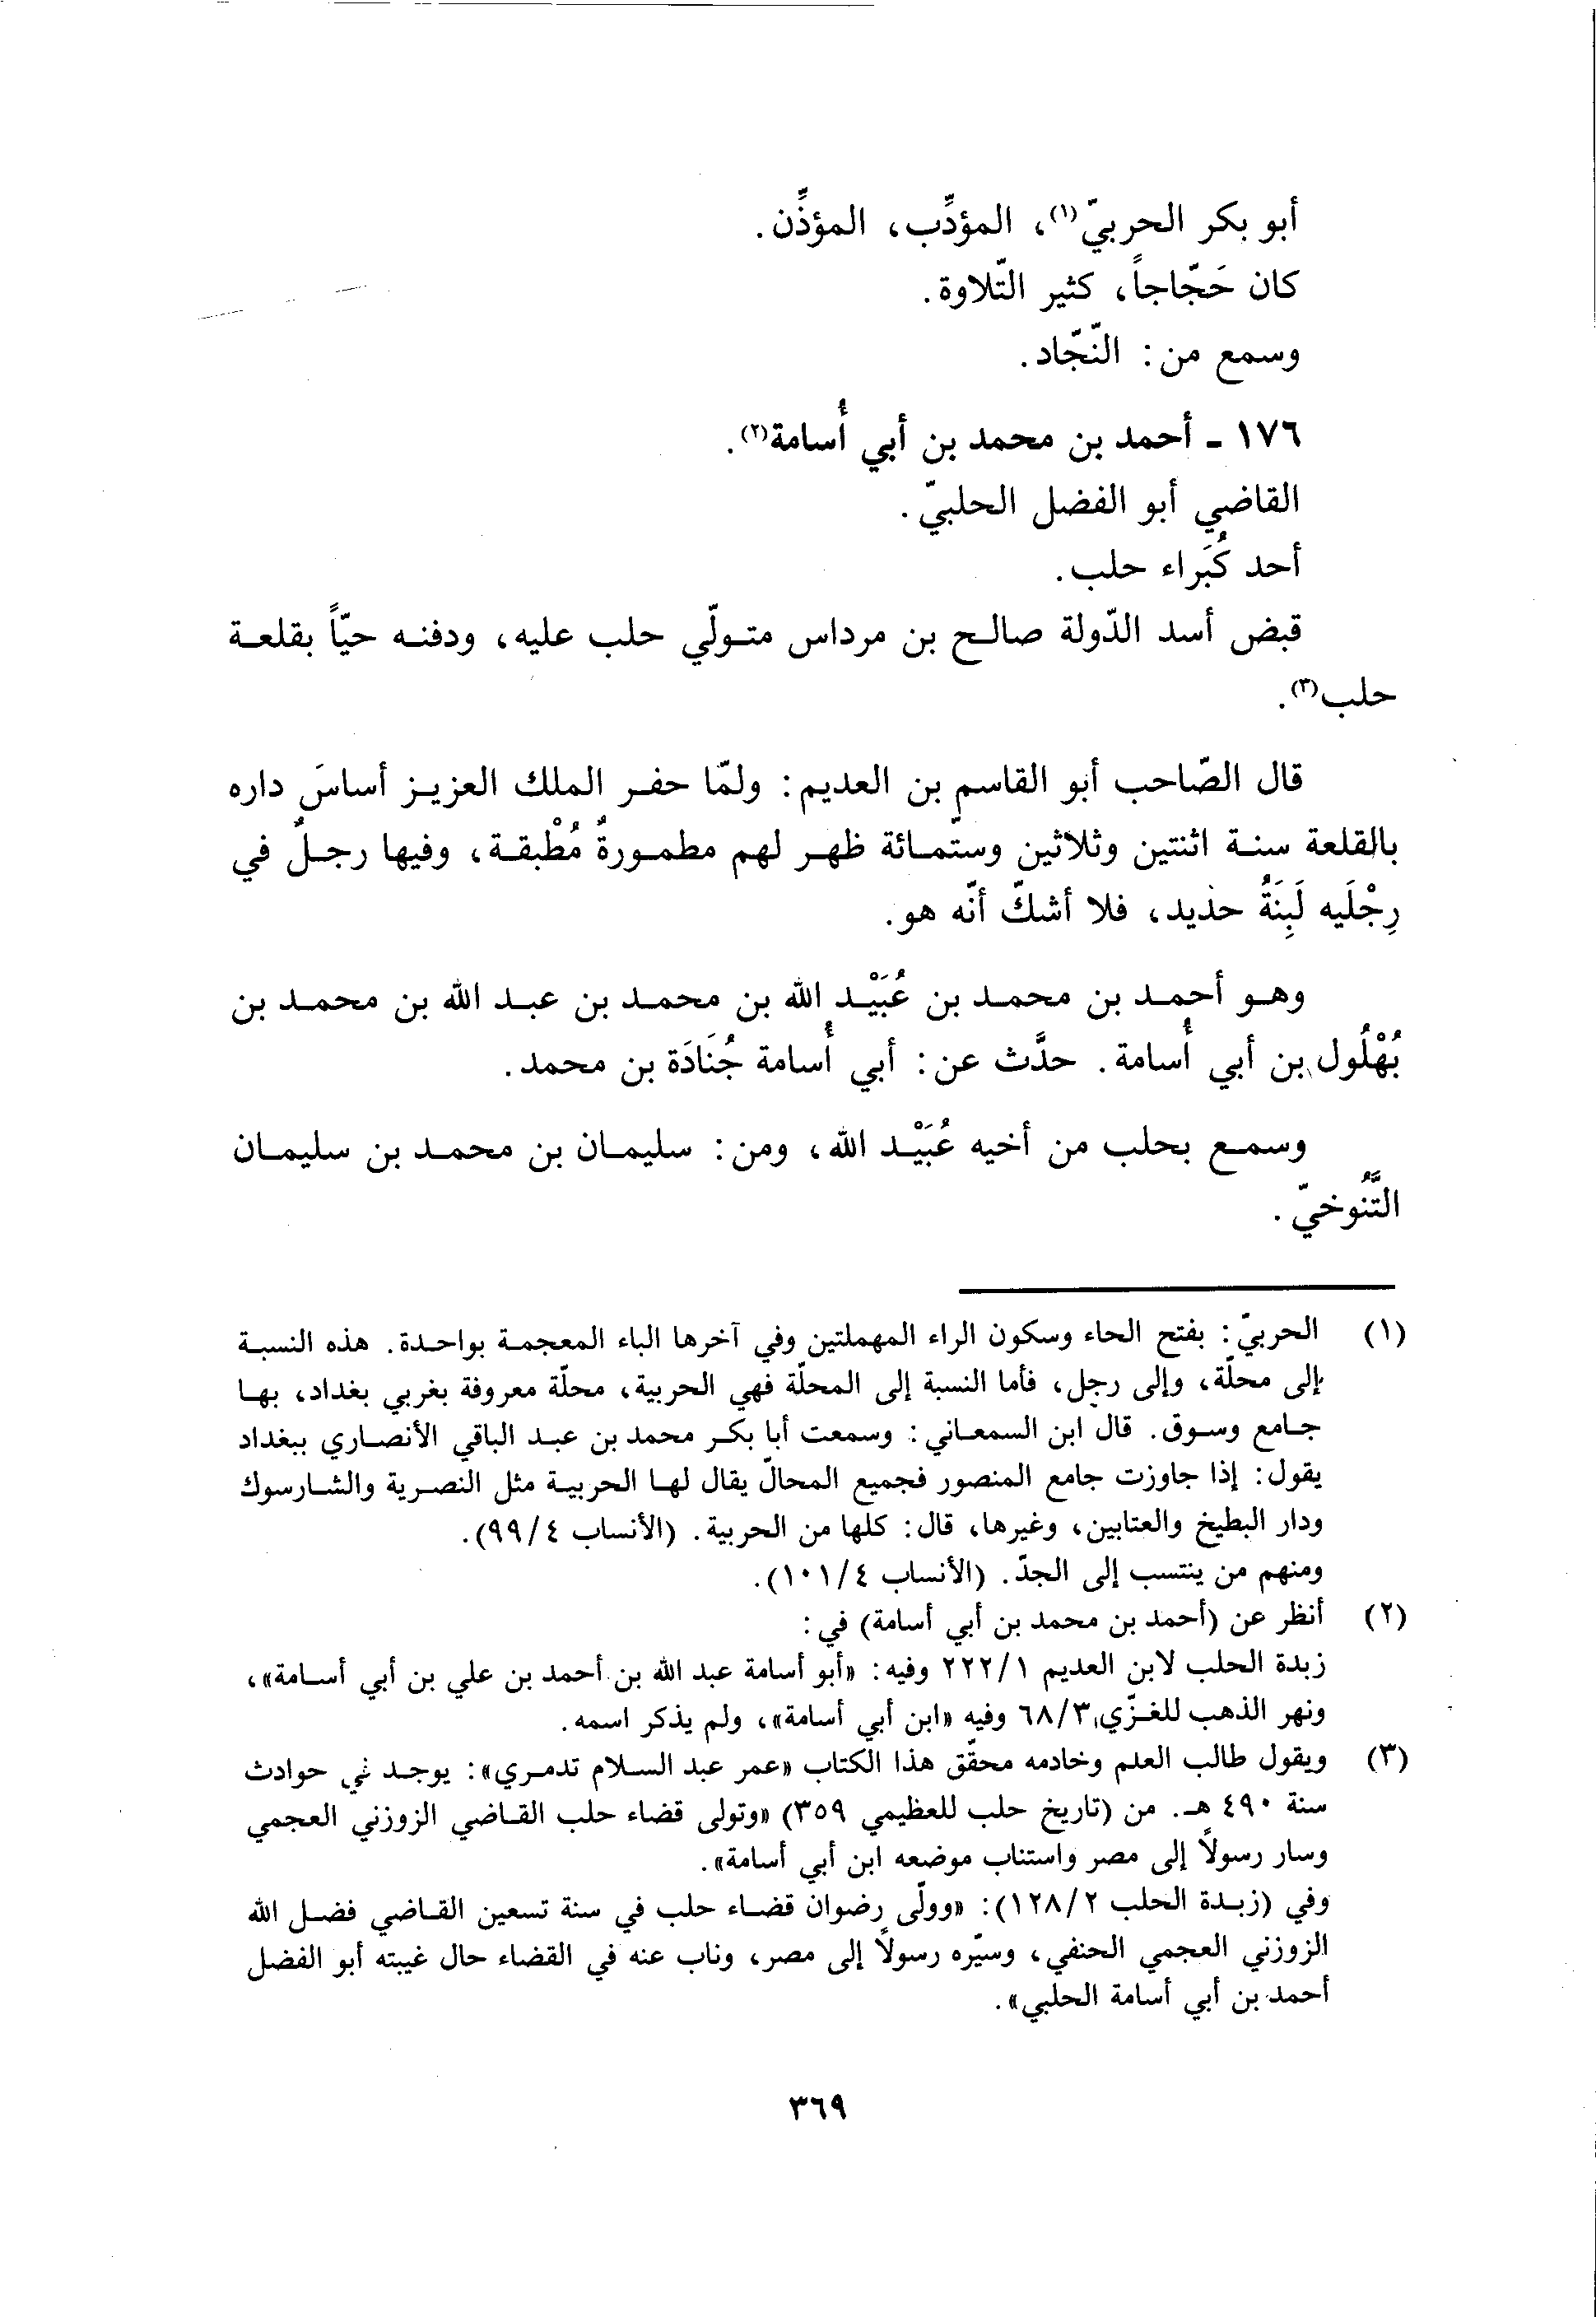 أبو بكر الحربيّ(١)، المؤدِّب، المؤذِّن.
كان حَجّاجاً، كثير التّلاوة.
وسمع من: النّجّاد.
١٧٦ - أحمد بن محمد بن أبي أُسامة(٢).
القاضي أبو الفضل الحلبيّ.
أحد كُبَراء حلب.
قبض أسد الدّولة صالح بن مرداس متولّي حلب عليه، ودفنه حيّاً بقلعة
حلب(٣).
قال الصّاحب أبو القاسم بن العديم: ولمّا حفر الملك العزيز أساسَ داره
بالقلعة سنة اثنتين وثلاثين وستّمائة ظهر لهم مطمورةٌ مُطْبقة، وفيها رجلٌ في
رِجْلَيه لَبِنَةُ حديد، فلا أشكّ أنّه هو.
وهو أحمد بن محمد بن عُبَيْد الله بن محمد بن عبد الله بن محمد بن
بُهْلُول بن أبي أُسامة. حدَّث عن: أبي أُسامة جُنَادَة بن محمد.
وسمع بحلب من أخيه عُبَيْد الله، ومن: سليمان بن محمد بن سليمان
التَّنُوخيّ.
(١) الحربيّ: بفتح الحاء وسكون الراء المهملتين وفي آخرها الباء المعجمة بواحدة. هذه النسبة
إلى محلّة، وإلى رجل، فأما النسبة إلى المحلّة فهي الحربية، محلّة معروفة بغربي بغداد، بها
جامع وسوق. قال ابن السمعاني: وسمعت أبا بكر محمد بن عبد الباقي الأنصاري ببغداد
يقول: إذا جاوزت جامع المنصور فجميع المحالّ يقال لها الحربية مثل النصرية والشارسوك
ودار البطيخ والعتابين، وغيرها، قال: كلها من الحربية. (الأنساب ٩٩/٤).
ومنهم من ينتسب إلى الجدّ. (الأنساب ١٠١/٤).
(٢) أنظر عن (أحمد بن محمد بن أبي أسامة) في:
زبدة الحلب لابن العديم ٢٢٢/١ وفيه: «أبو أسامة عبد الله بن أحمد بن علي بن أبي أسامة»،
ونهر الذهب للغزّي ٦٨/٣ وفيه «ابن أبي أسامة»، ولم يذكر اسمه.
(٣) ويقول طالب العلم وخادمه محقّق هذا الكتاب «عمر عبد السلام تدمري»: يوجد في حوادث
سنة ٤٩٠ هـ. من (تاريخ حلب للعظيمي ٣٥٩) «وتولى قضاء حلب القاضي الزوزني العجمي
وسار رسولاً إلى مصر واستناب موضعه ابن أبي أسامة».
وفي (زبدة الحلب ١٢٨/٢): «وولّى رضوان قضاء حلب في سنة تسعين القاضي فضل الله
الزوزني العجمي الحنفي، وسيّره رسولاً إلى مصر، وناب عنه في القضاء حال غيبته أبو الفضل
أحمد بن أبي أسامة الحلبي».
٣٦٩